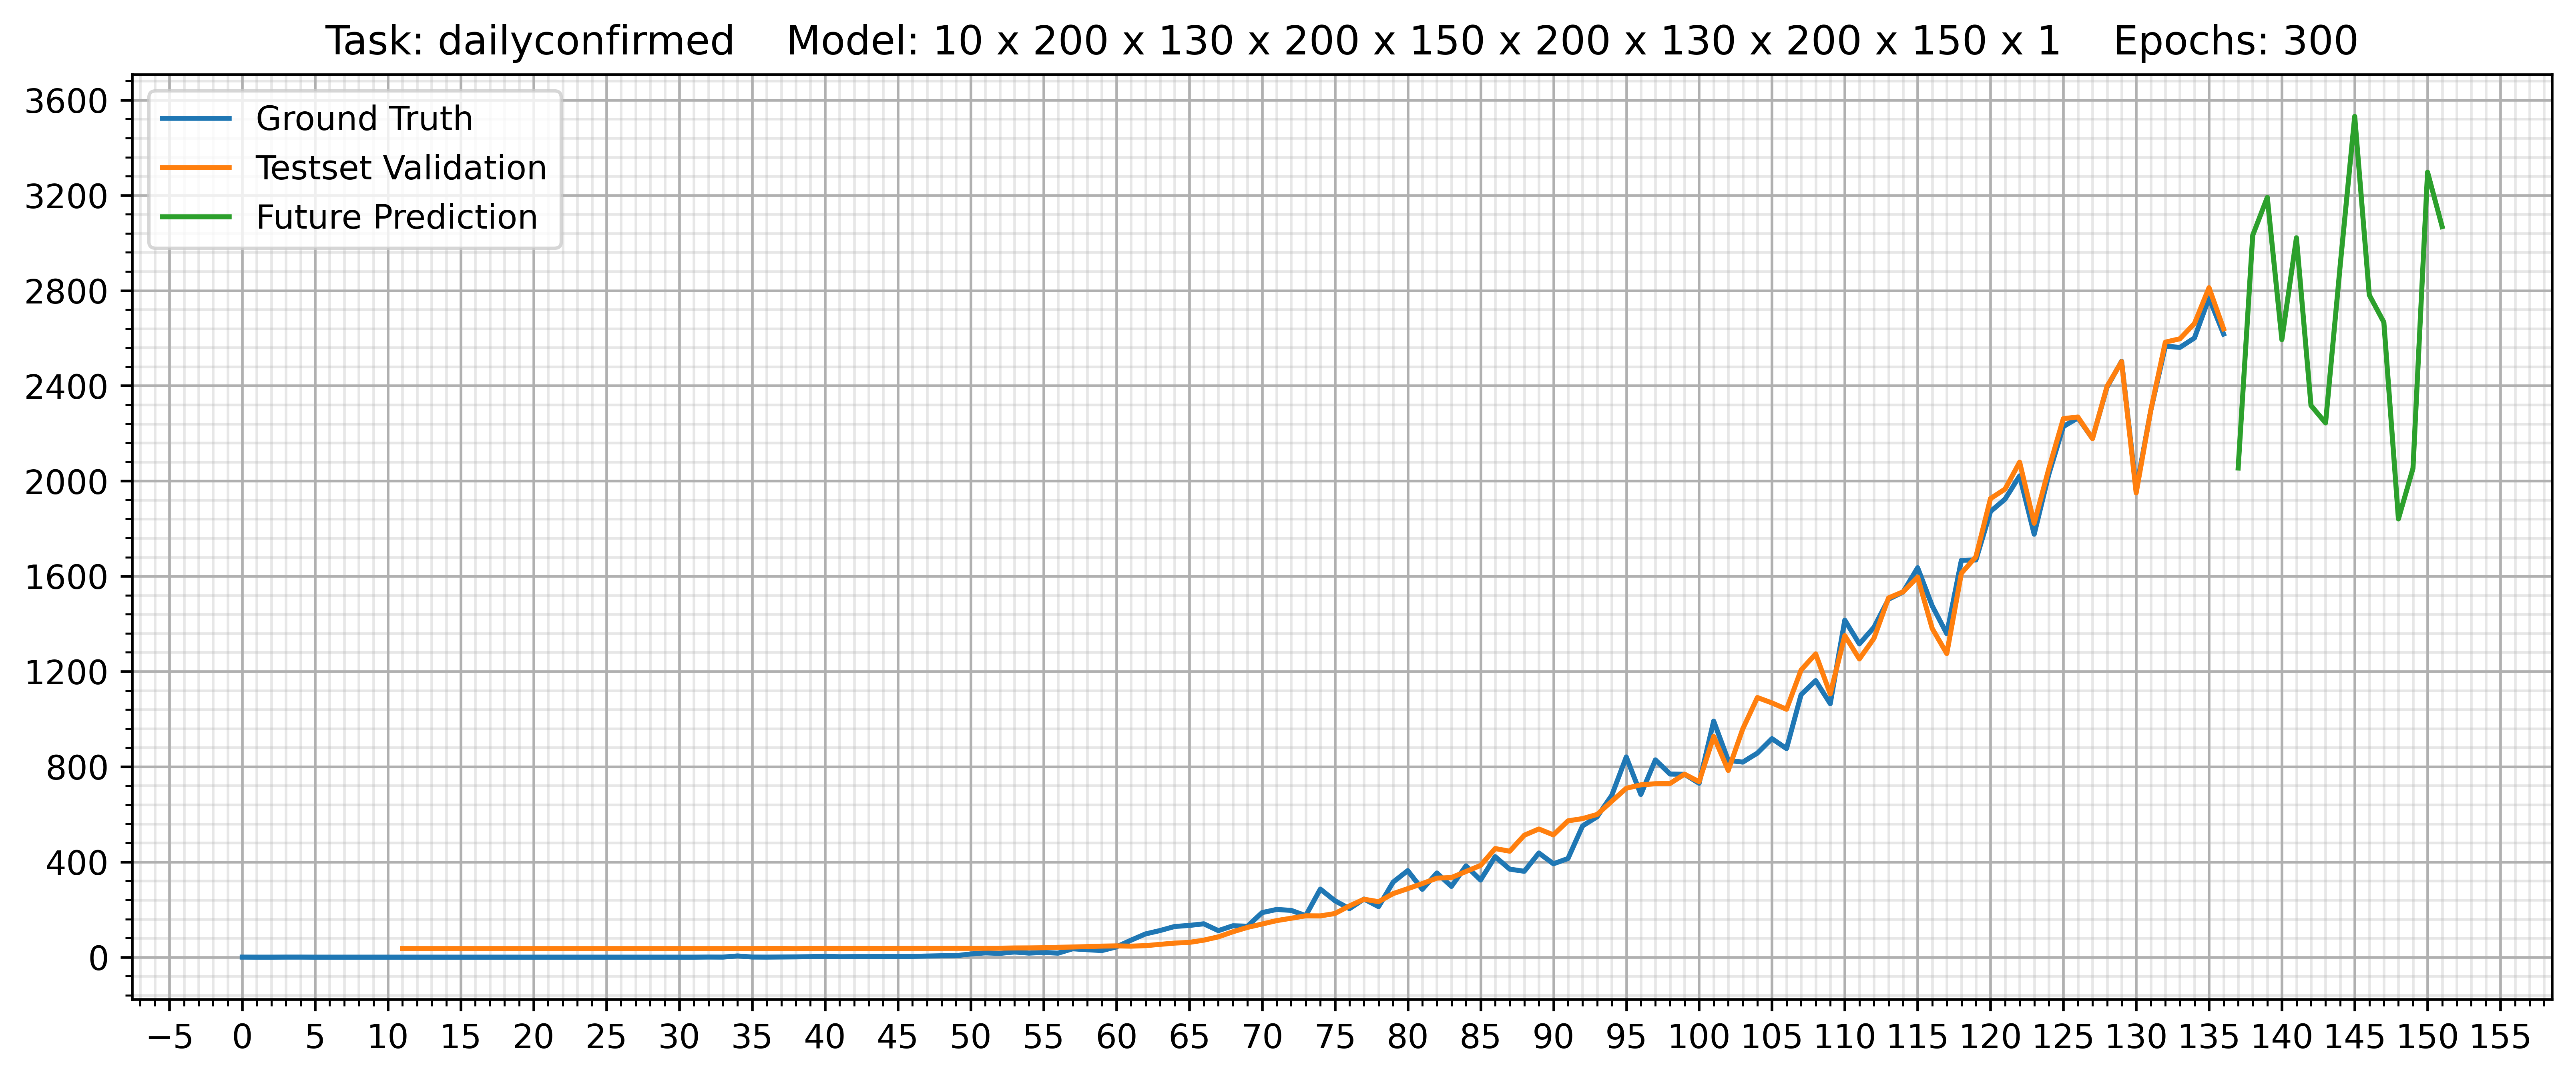 Task: dailyconfirmed    Model: 10 x 200 x 130 x 200 x 150 x 200 x 130 x 200 x 150 x 1    Epochs: 300
Ground Truth
Testset Validation
Future Prediction
3600
3200
2800
2400
2000
1600
1200
800
400
0
−5 0 5 10 15 20 25 30 35 40 45 50 55 60 65 70 75 80 85 90 95 100 105 110 115 120 125 130 135 140 145 150 155